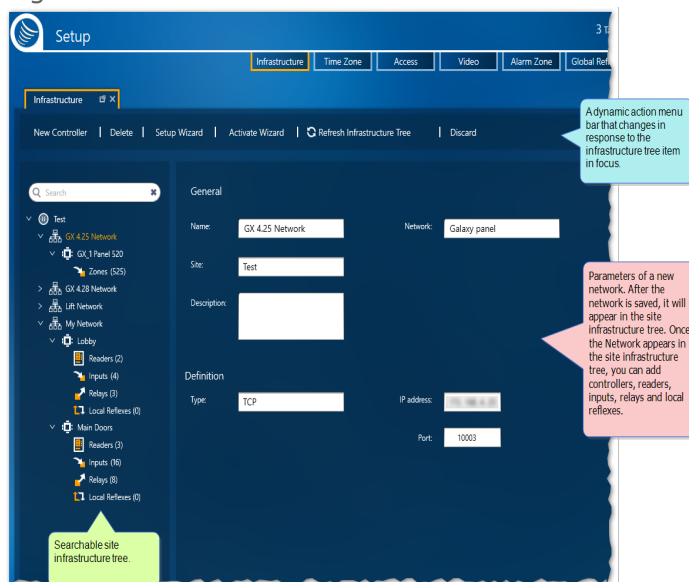 Setup
3
Infrastructure Time Zone Access Video Alarm Zone Global Refl
Infrastructure
New Controller | Delete | Setup Wizard | Activate Wizard | Refresh Infrastructure Tree | Discard
A dynamic action menu
bar that changes in
response to the
infrastructure tree item
in focus.
Search
Test
GX 4.25 Network
GX_1 Panel 520
Zones (525)
GX 4.28 Network
Lift Network
My Network
Lobby
Readers (2)
Inputs (4)
Relays (3)
Local Reflexes (0)
Main Doors
Readers (3)
Inputs (16)
Relays (8)
Local Reflexes (0)
Searchable site
infrastructure tree.
General
Name: GX 4.25 Network Network: Galaxy panel
Site: Test
Description:
Definition
Type: TCP IP address:
Port: 10003
Parameters of a new
network. After the
network is saved, it will
appear in the site
infrastructure tree. Once
the Network appears in
the site infrastructure
tree, you can add
controllers, readers,
inputs, relays and local
reflexes.